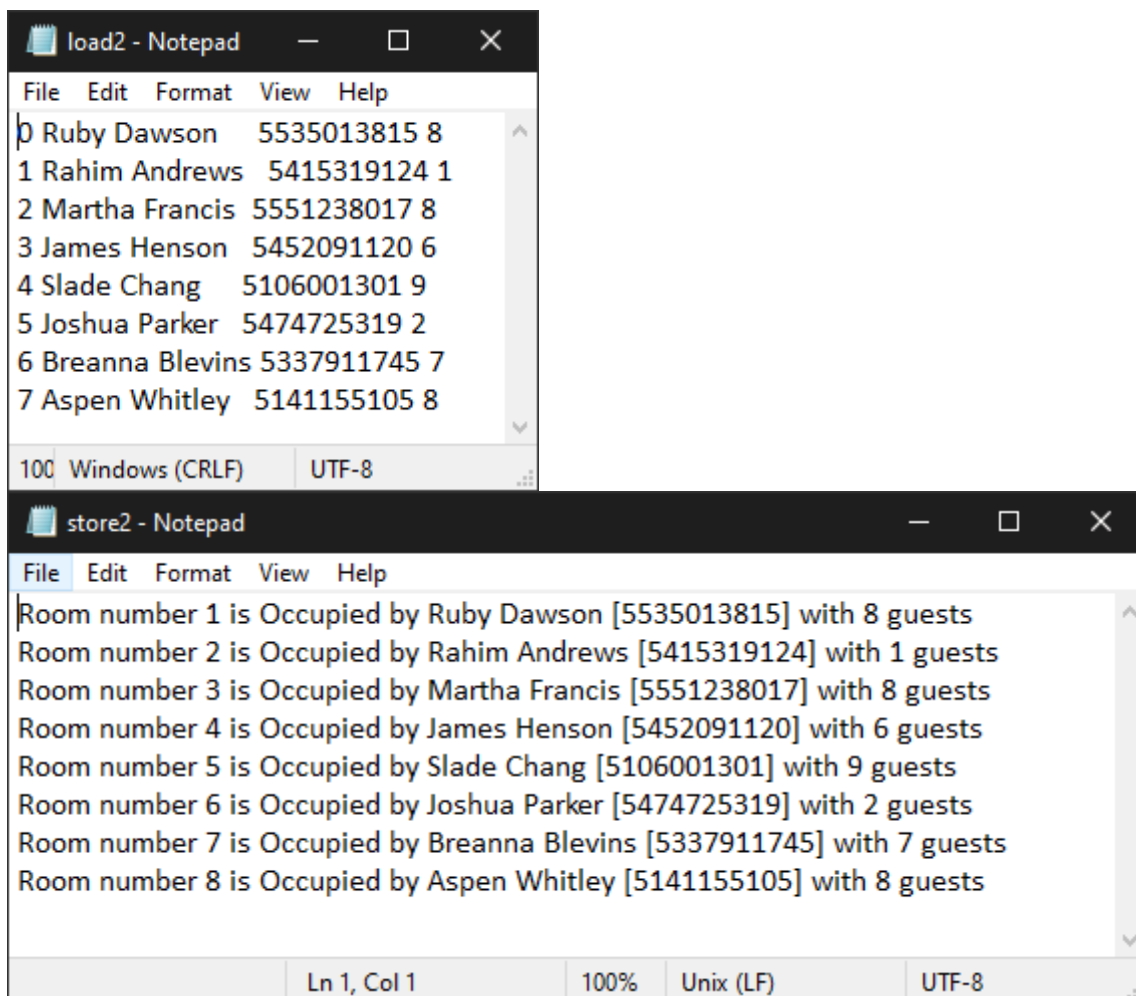 load2 - Notepad
File Edit Format View Help
0 Ruby Dawson 5535013815 8
1 Rahim Andrews 5415319124 1
2 Martha Francis 5551238017 8
3 James Henson 5452091120 6
4 Slade Chang 5106001301 9
5 Joshua Parker 5474725319 2
6 Breanna Blevins 5337911745 7
7 Aspen Whitley 5141155105 8
100 Windows (CRLF) UTF-8
store2 - Notepad
File Edit Format View Help
Room number 1 is Occupied by Ruby Dawson [5535013815] with 8 guests
Room number 2 is Occupied by Rahim Andrews [5415319124] with 1 guests
Room number 3 is Occupied by Martha Francis [5551238017] with 8 guests
Room number 4 is Occupied by James Henson [5452091120] with 6 guests
Room number 5 is Occupied by Slade Chang [5106001301] with 9 guests
Room number 6 is Occupied by Joshua Parker [5474725319] with 2 guests
Room number 7 is Occupied by Breanna Blevins [5337911745] with 7 guests
Room number 8 is Occupied by Aspen Whitley [5141155105] with 8 guests
Ln 1, Col 1 100% Unix (LF) UTF-8